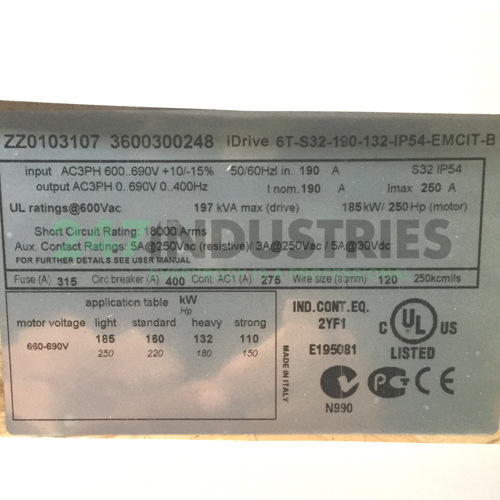 ZZ0103107 3600300248 iDrive 6T-S32-190-132-IP54-EMCIT-B
input AC3PH 600..690V +10/-15% 50/60Hz I in. 190 A S32 IP54
output AC3PH 0..690V 0..400Hz I nom. 190 A Imax 250 A
UL ratings@600Vac 197 kVA max (drive) 185kW/ 250Hp (motor)
Short Circuit Rating: 18000 Arms
Aux. Contact Ratings: 5A@250Vac (resistive)/ 3A@250Vac / 5A@30Vdc
FOR FURTHER DETAILS SEE USER MANUAL
Fuse (A) 315 Circ breaker (A) 400 Cont. AC1 (A) 275 Wire size (sqmm) 120 250kcmils
application table kW
Hp
motor voltage light standard heavy strong
660-690V 185 160 132 110
250 220 180 150
MADE IN ITALY
IND.CONT.EQ.
2YF1
E195081
C UL US
LISTED
N990
PCT
CE
24/7 INDUSTRIES